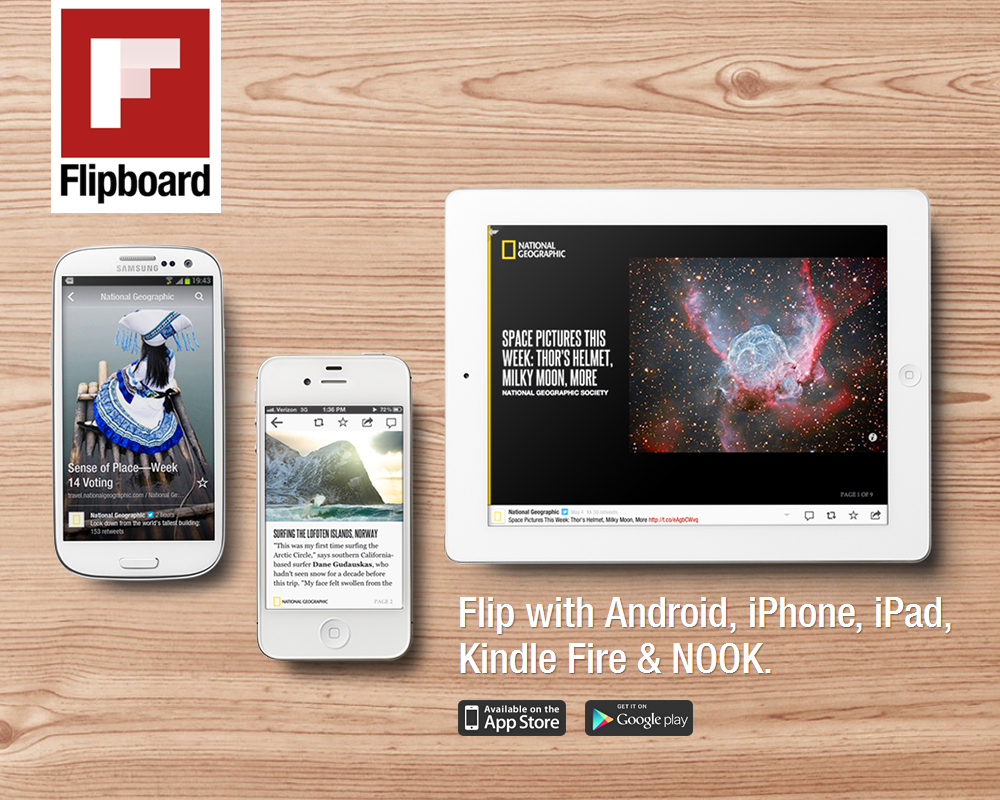 Flipboard
SAMSUNG
19:43
National Geographic
Sense of Place—Week
14 Voting
travel.nationalgeographic.com / National Ge...
National Geographic 2 hours
Look down from the world's tallest building:
153 retweets
Verizon 3G 1:36 PM 72%
SURFING THE LOFOTEN ISLANDS, NORWAY
"This was my first time surfing the
Arctic Circle," says southern California-
based surfer Dane Gudauskas, who
hadn't seen snow for a decade before
this trip. "My face felt swollen from the
NATIONAL GEOGRAPHIC PAGE 2
NATIONAL
GEOGRAPHIC
SPACE PICTURES THIS
WEEK: THOR'S HELMET,
MILKY MOON, MORE
NATIONAL GEOGRAPHIC SOCIETY
PAGE 1 OF 9
National Geographic
Space Pictures This Week: Thor's Helmet, Milky Moon, More http://t.co/eAgbCWvq
Flip with Android, iPhone, iPad,
Kindle Fire & NOOK.
Available on the
App Store
GET IT ON
Google play